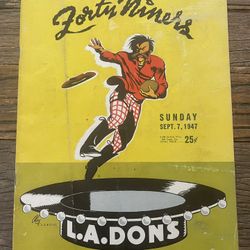 Forty Niners
SUNDAY
SEPT. 7, 1947
25¢
L.A. DONS